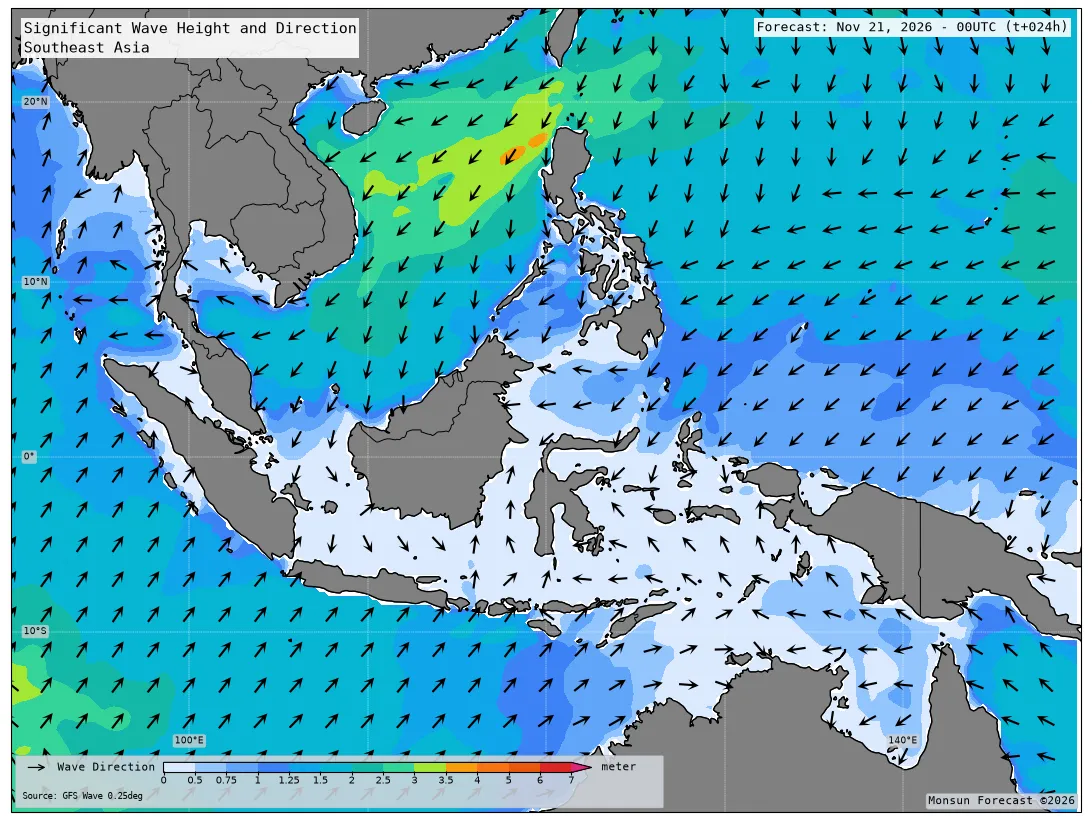 Significant Wave Height and Direction
Southeast Asia
Forecast: Nov 21, 2026 - 00UTC (t+024h)
20°N
10°N
0°
10°S
100°E
140°E
Wave Direction
meter
0 0.5 0.75 1 1.25 1.5 2 2.5 3 3.5 4 5 6 7
Source: GFS Wave 0.25deg
Monsun Forecast ©2026